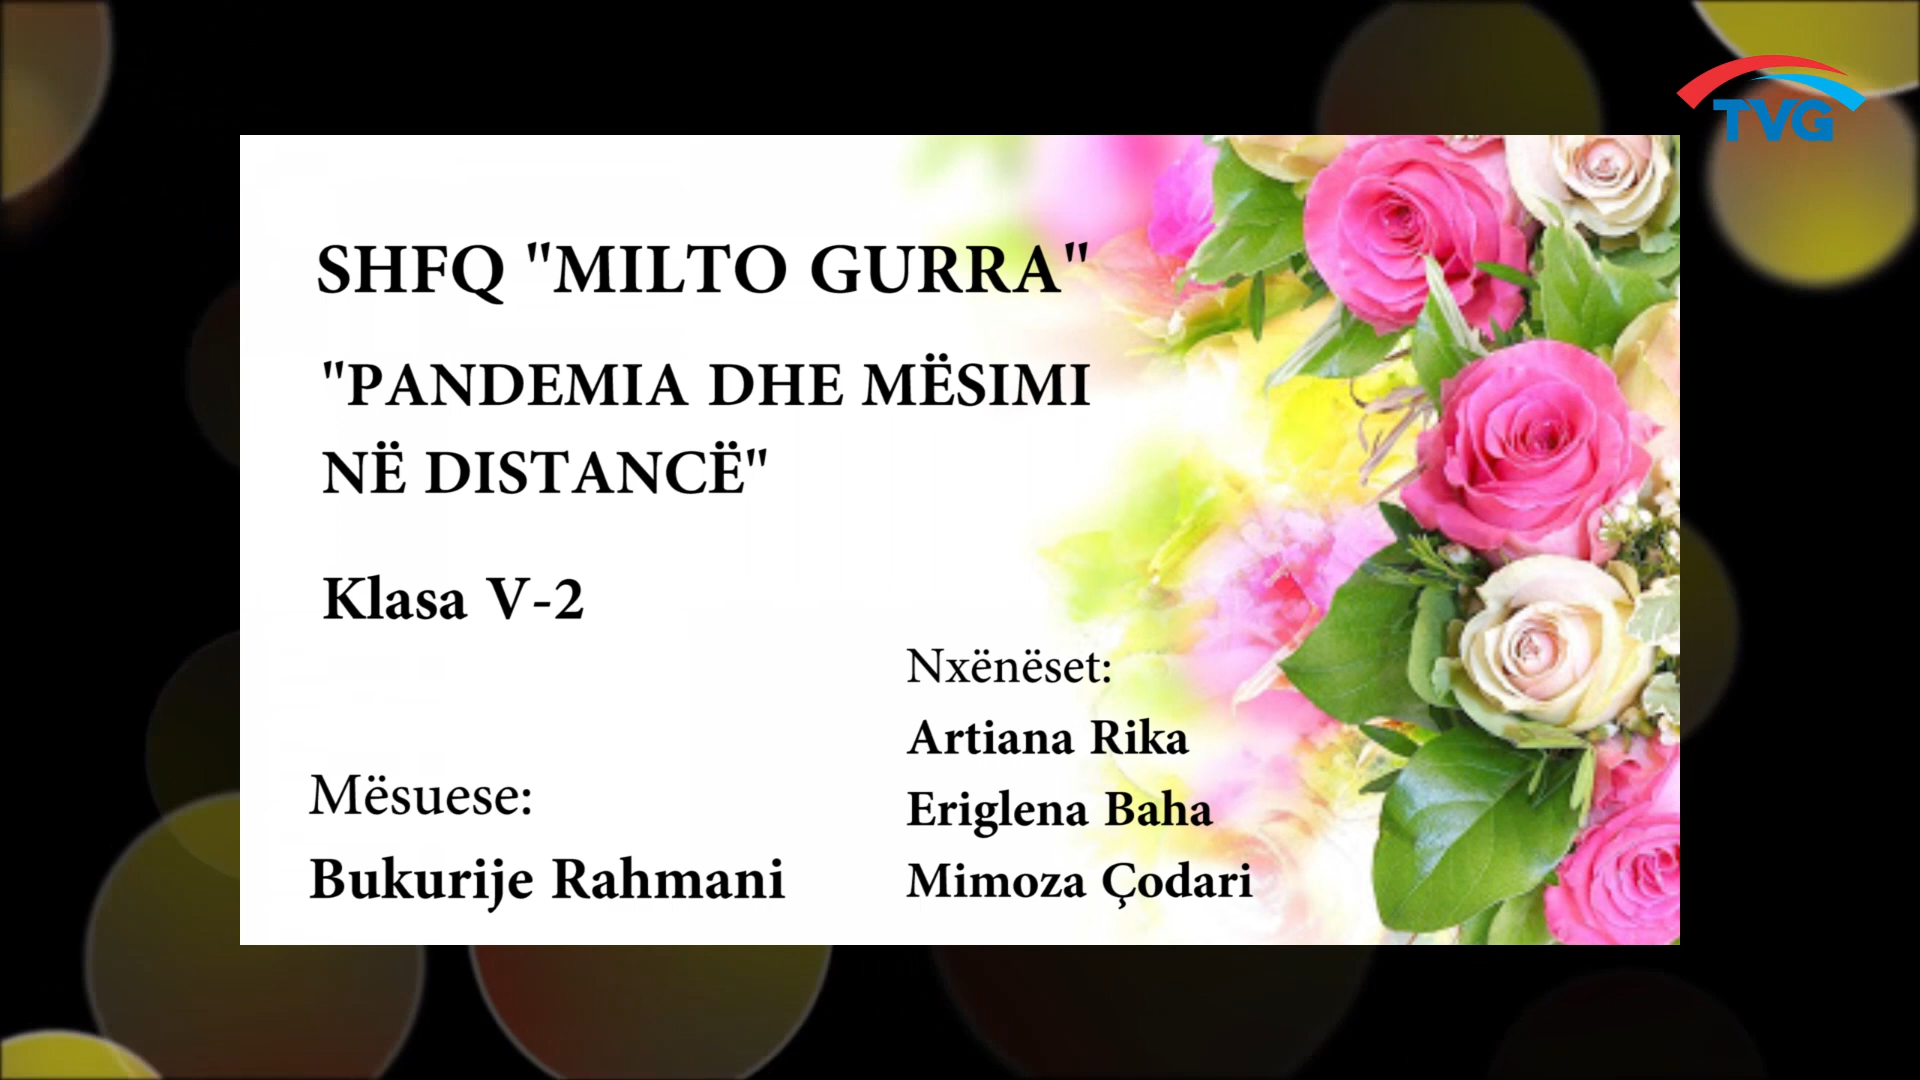 TVG
SHFQ "MILTO GURRA"
"PANDEMIA DHE MËSIMI
NË DISTANCË"
Klasa V-2
Mësuese:
Bukurije Rahmani
Nxënëset:
Artiana Rika
Eriglena Baha
Mimoza Çodari